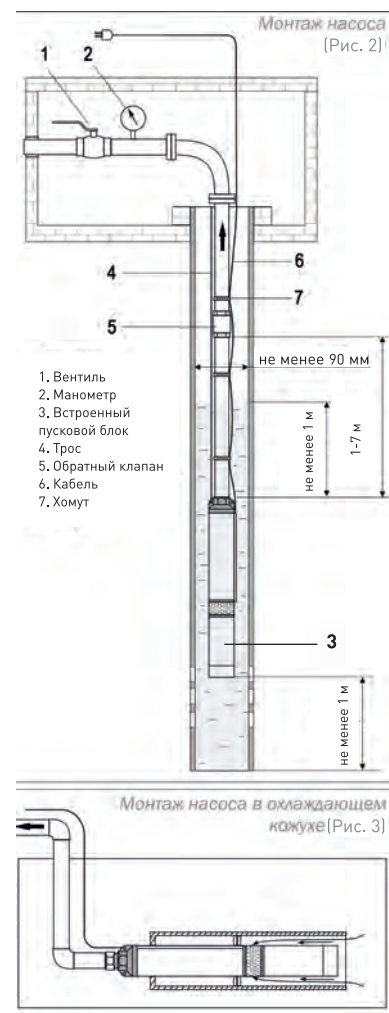 Монтаж насоса
(Рис. 2)
1
2
6
4
7
5
не менее 90 мм
1. Вентиль
2. Манометр
3. Встроенный
пусковой блок
4. Трос
5. Обратный клапан
6. Кабель
7. Хомут
не менее 1 м
1-7 м
3
не менее 1 м
Монтаж насоса в охлаждающем
кожухе(Рис. 3)